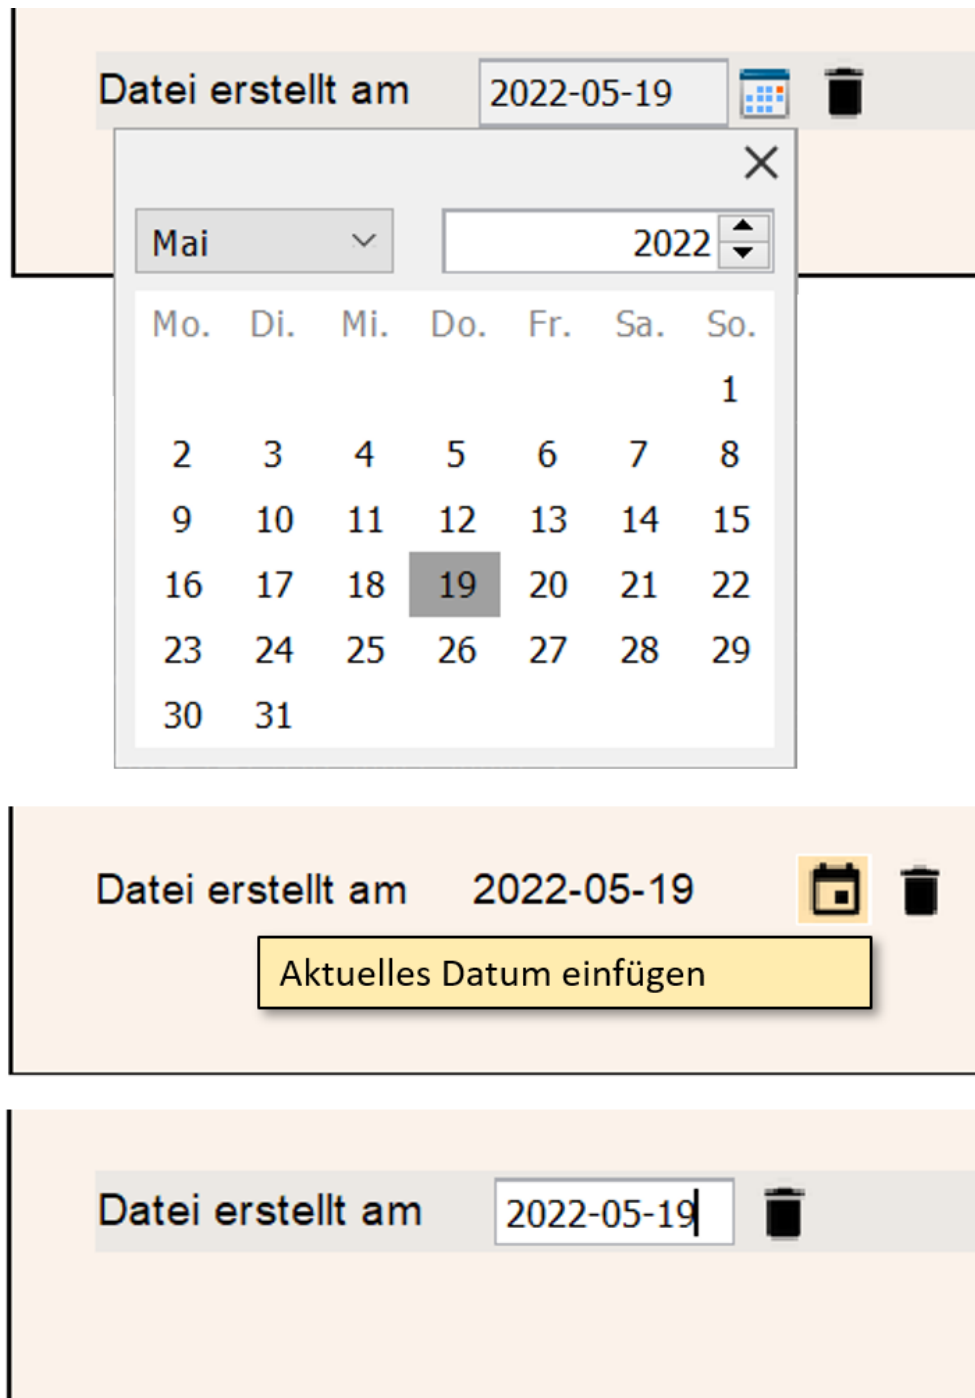 Datei erstellt am 2022-05-19
Mai 2022
Mo. Di. Mi. Do. Fr. Sa. So.
1
2 3 4 5 6 7 8
9 10 11 12 13 14 15
16 17 18 19 20 21 22
23 24 25 26 27 28 29
30 31
Datei erstellt am 2022-05-19
Aktuelles Datum einfügen
Datei erstellt am 2022-05-19